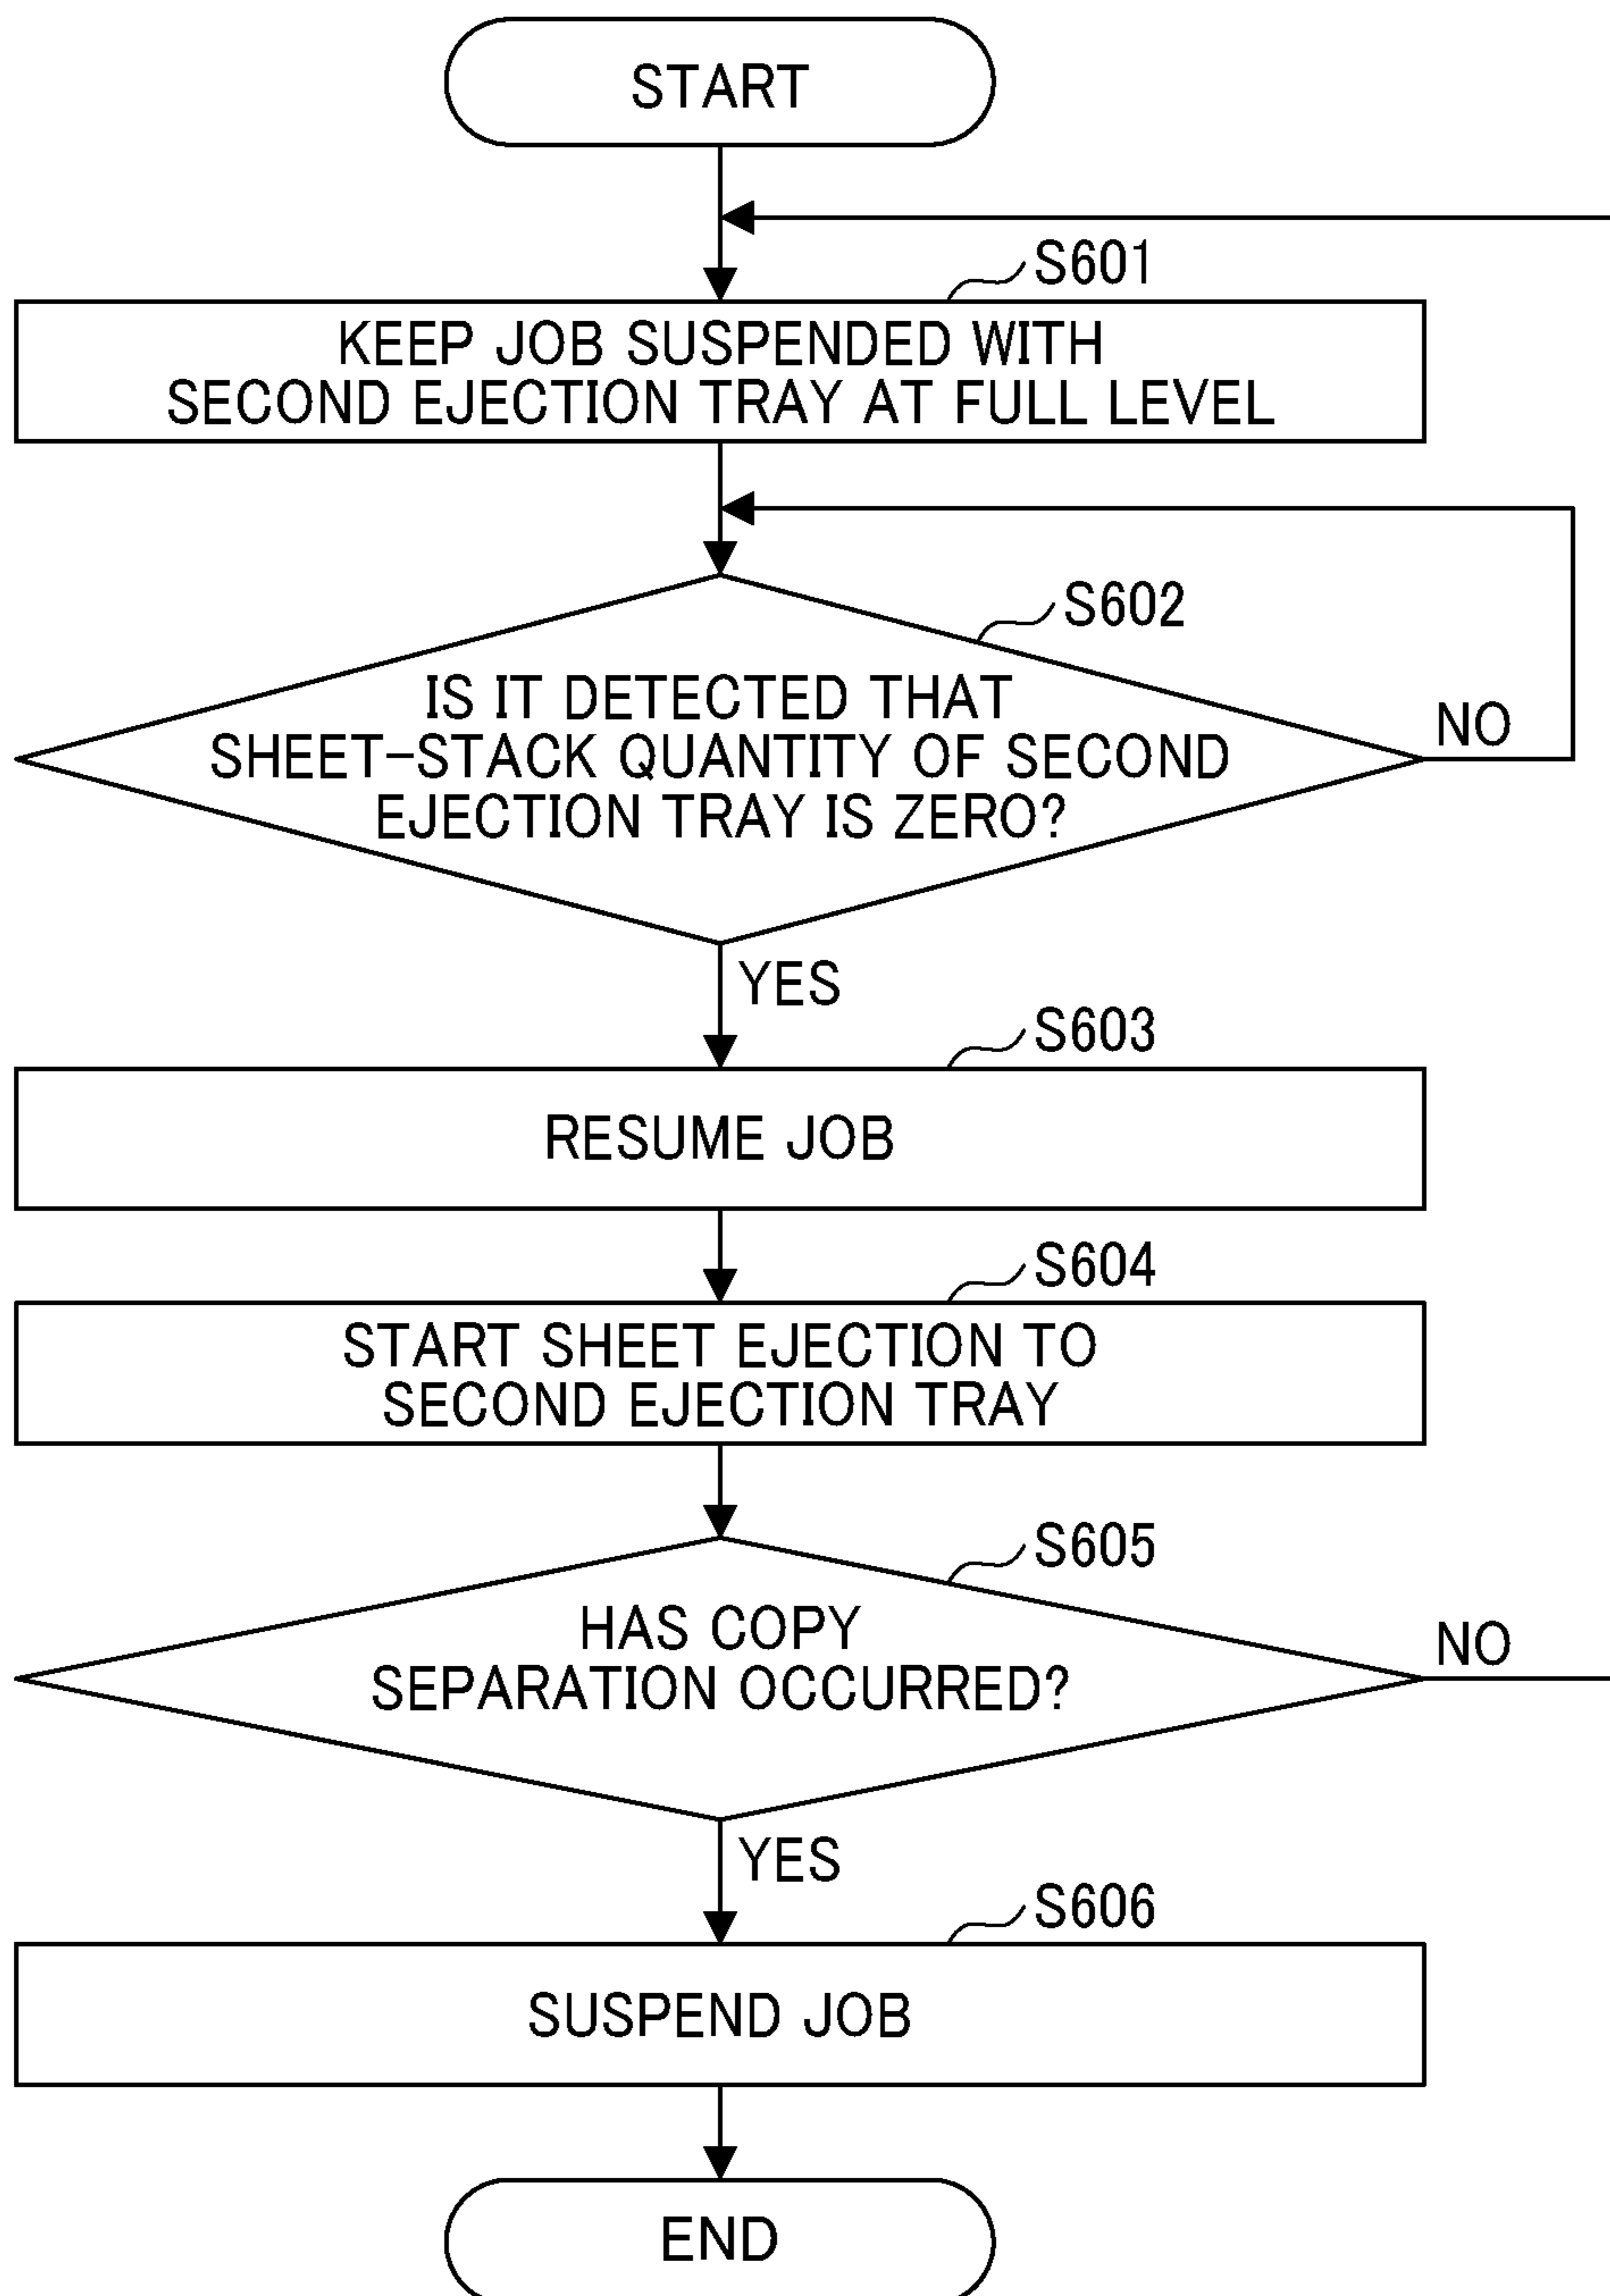 START
S601
KEEP JOB SUSPENDED WITH
SECOND EJECTION TRAY AT FULL LEVEL
S602
IS IT DETECTED THAT
SHEET-STACK QUANTITY OF SECOND
EJECTION TRAY IS ZERO?
NO
YES
S603
RESUME JOB
S604
START SHEET EJECTION TO
SECOND EJECTION TRAY
S605
HAS COPY
SEPARATION OCCURRED?
NO
YES
S606
SUSPEND JOB
END